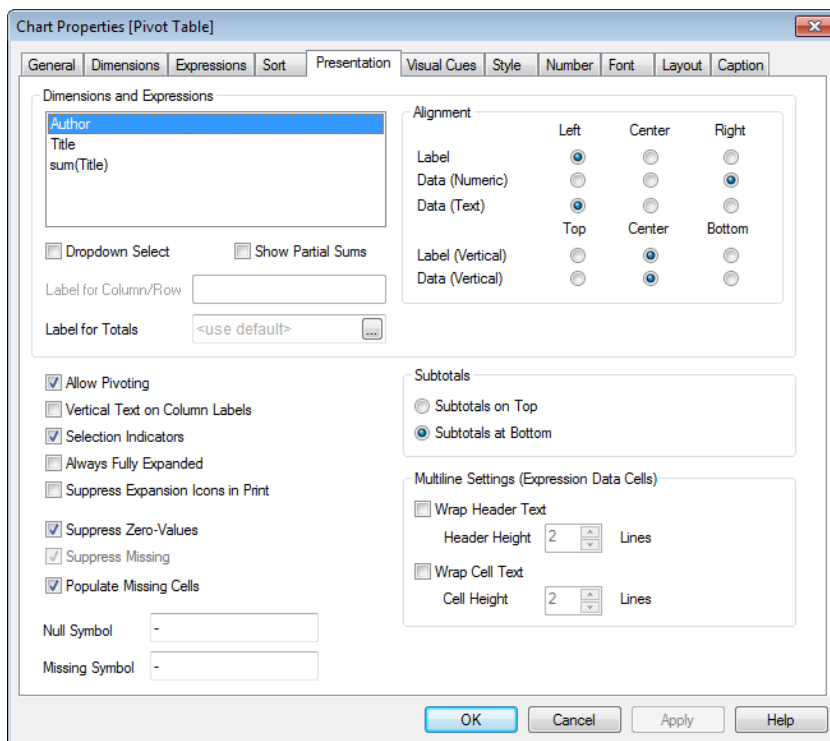 Chart Properties [Pivot Table]
General Dimensions Expressions Sort Presentation Visual Cues Style Number Font Layout Caption
Dimensions and Expressions
Author
Title
sum(Title)
Dropdown Select Show Partial Sums
Label for Column/Row
Label for Totals <use default> ...
Alignment
Left Center Right
Label
Data (Numeric)
Data (Text)
Top Center Bottom
Label (Vertical)
Data (Vertical)
Allow Pivoting
Vertical Text on Column Labels
Selection Indicators
Always Fully Expanded
Suppress Expansion Icons in Print
Suppress Zero-Values
Suppress Missing
Populate Missing Cells
Null Symbol -
Missing Symbol -
Subtotals
Subtotals on Top
Subtotals at Bottom
Multiline Settings (Expression Data Cells)
Wrap Header Text
Header Height 2 Lines
Wrap Cell Text
Cell Height 2 Lines
OK Cancel Apply Help